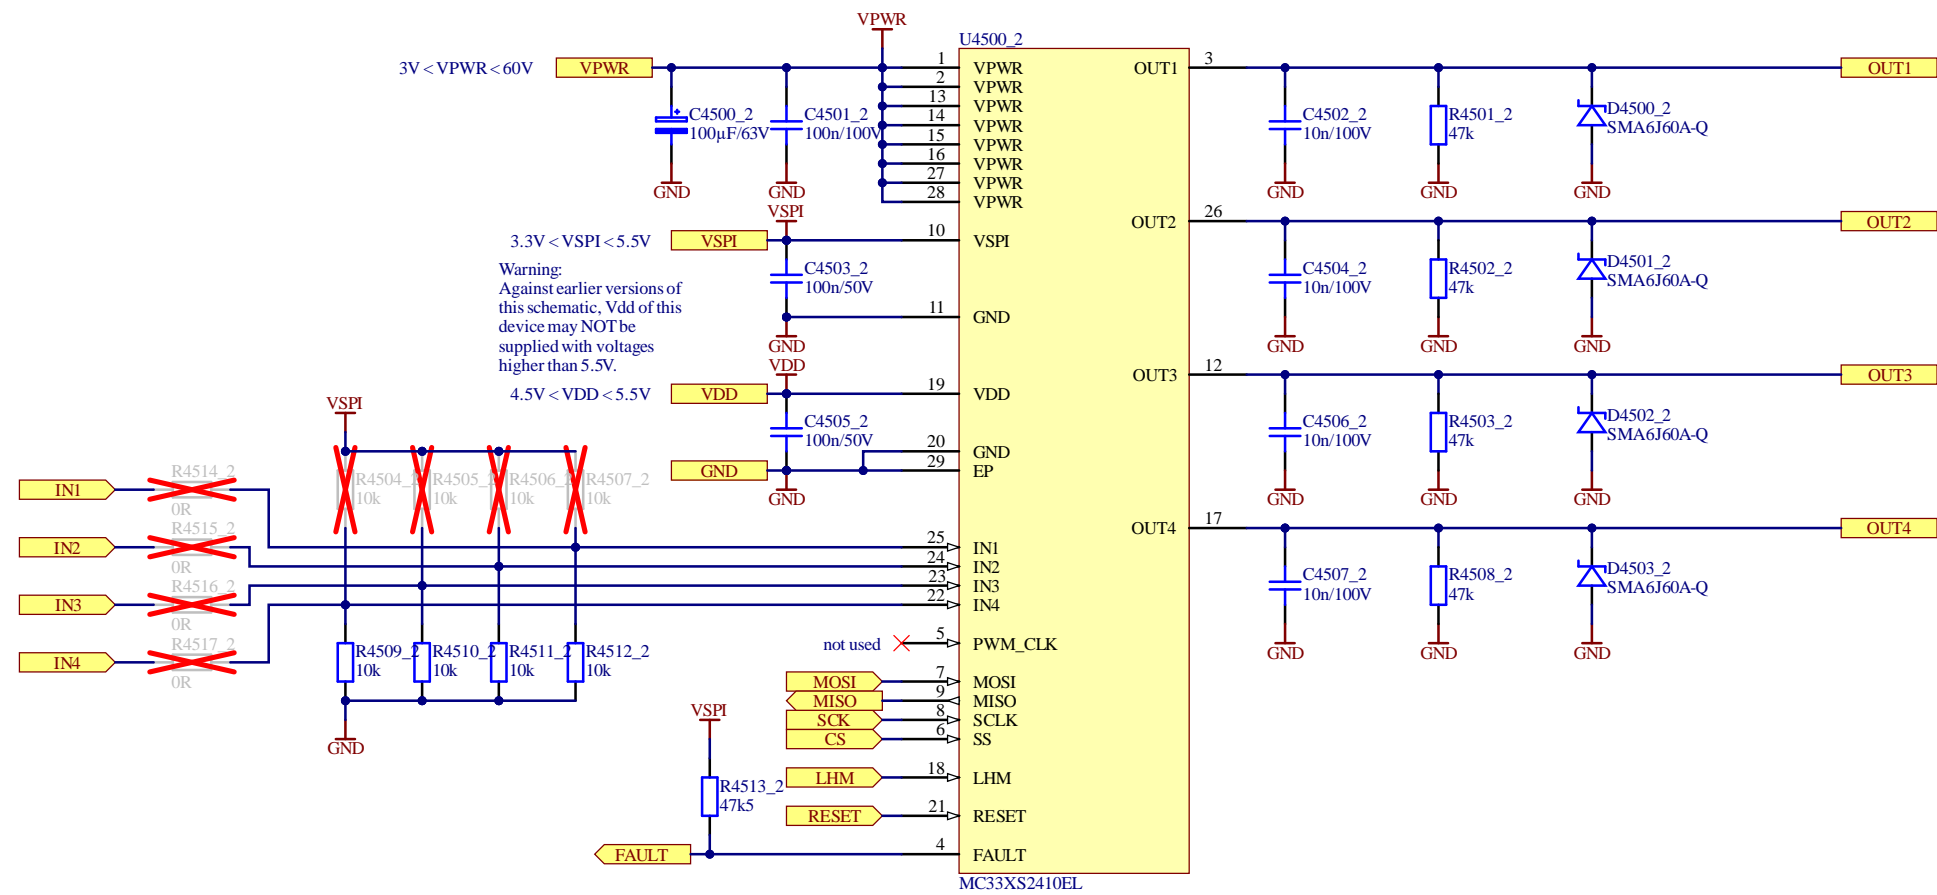 VPWR
U4500_2
3V < VPWR < 60V
VPWR
1
VPWR
2
VPWR
13
VPWR
14
VPWR
15
VPWR
16
VPWR
27
VPWR
28
VPWR
C4500_2
100µF/63V
C4501_2
100n/100V
GND
GND
OUT1
3
C4502_2
10n/100V
R4501_2
47k
D4500_2
SMA6J60A-Q
GND
GND
GND
OUT1
VSPI
3.3V < VSPI < 5.5V
VSPI
10
VSPI
C4503_2
100n/50V
11
GND
GND
Warning:
Against earlier versions of
this schematic, Vdd of this
device may NOT be
supplied with voltages
higher than 5.5V.
OUT2
26
C4504_2
10n/100V
R4502_2
47k
D4501_2
SMA6J60A-Q
GND
GND
GND
OUT2
VDD
4.5V < VDD < 5.5V
VDD
19
VDD
C4505_2
100n/50V
20
GND
GND
29
EP
GND
OUT3
12
C4506_2
10n/100V
R4503_2
47k
D4502_2
SMA6J60A-Q
GND
GND
GND
OUT3
VSPI
R4504_2
10k
R4505_2
10k
R4506_2
10k
R4507_2
10k
IN1
R4514_2
0R
IN2
R4515_2
0R
IN3
R4516_2
0R
IN4
R4517_2
0R
25
IN1
24
IN2
23
IN3
22
IN4
OUT4
17
C4507_2
10n/100V
R4508_2
47k
D4503_2
SMA6J60A-Q
GND
GND
GND
OUT4
R4509_2
10k
R4510_2
10k
R4511_2
10k
R4512_2
10k
GND
not used
5
PWM_CLK
MOSI
7
MOSI
MISO
9
MISO
SCK
8
SCLK
CS
6
SS
LHM
18
LHM
RESET
21
RESET
VSPI
R4513_2
47k5
FAULT
4
FAULT
MC33XS2410EL